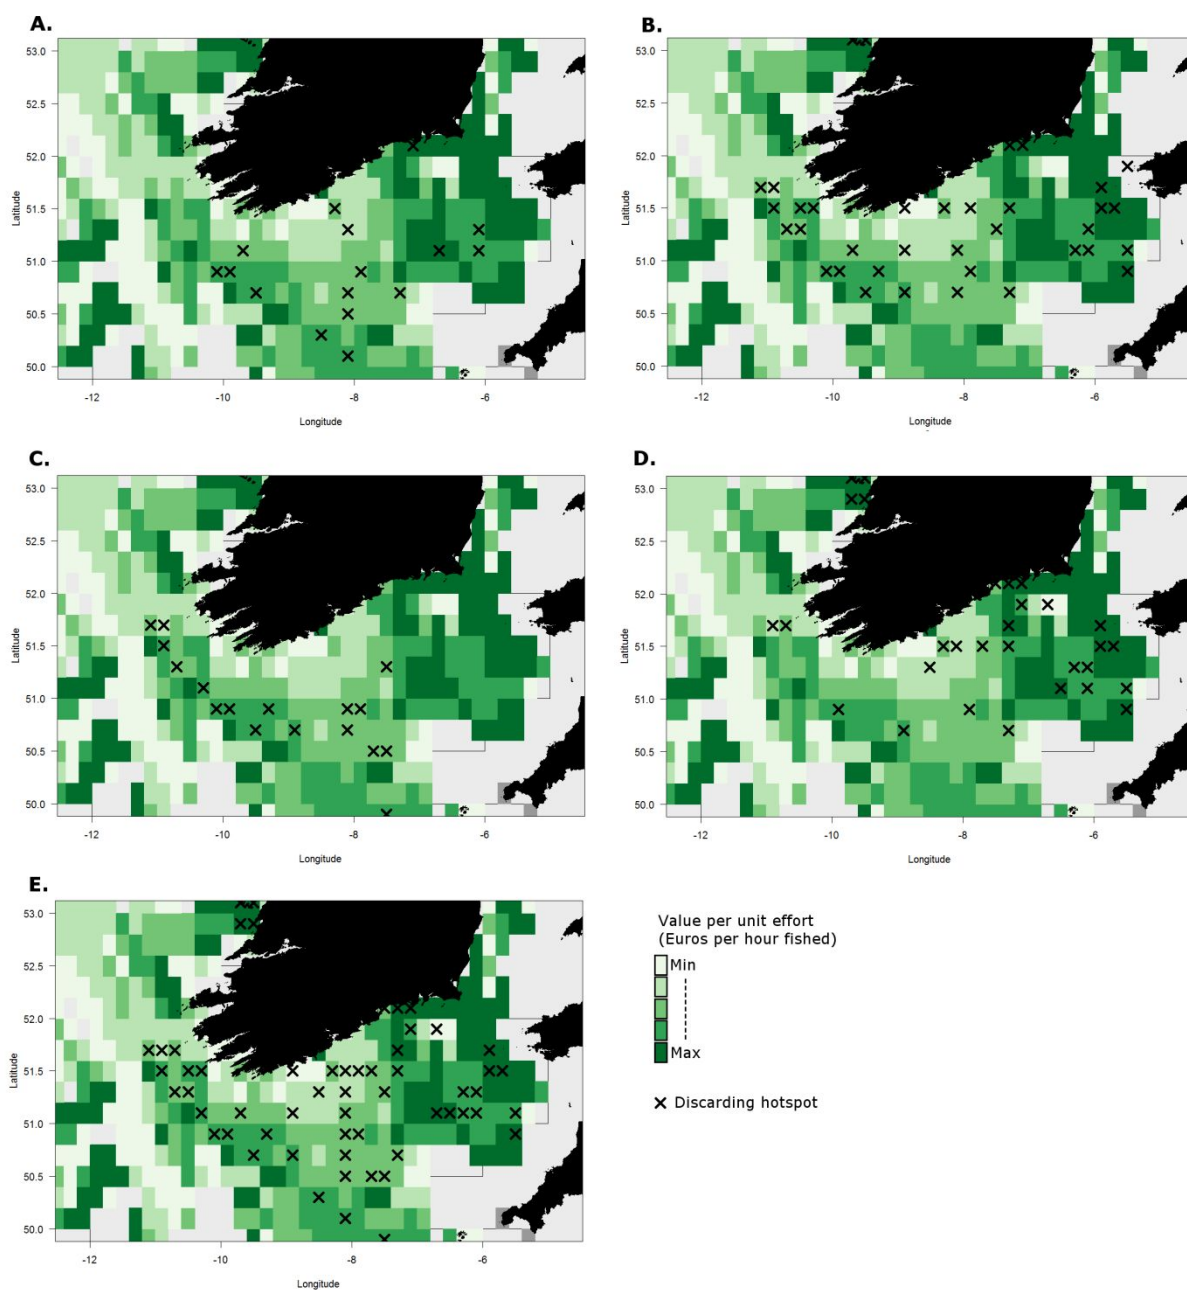 A.
B.
53.0
52.5
52.0
51.5
51.0
50.5
50.0
Latitude
-12
-10
-8
-6
Longitude
53.0
52.5
52.0
51.5
51.0
50.5
50.0
Latitude
-12
-10
-8
-6
Longitude
C.
D.
53.0
52.5
52.0
51.5
51.0
50.5
50.0
Latitude
-12
-10
-8
-6
Longitude
53.0
52.5
52.0
51.5
51.0
50.5
50.0
Latitude
-12
-10
-8
-6
Longitude
E.
53.0
52.5
52.0
51.5
51.0
50.5
50.0
Latitude
-12
-10
-8
-6
Longitude
Value per unit effort
(Euros per hour fished)
Min
Max
Discarding hotspot